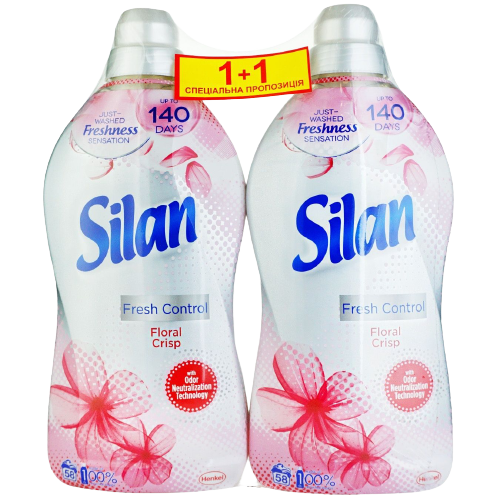 1+1
СПЕЦІАЛЬНА ПРОПОЗИЦІЯ
JUST-
WASHED
Freshness
SENSATION
UP TO
140
DAYS
Silan
Fresh Control
Floral
Crisp
with
Odor
Neutralization
Technology
58
100%
Henkel
JUST-
WASHED
Freshness
SENSATION
UP TO
140
DAYS
Silan
Fresh Control
Floral
Crisp
with
Odor
Neutralization
Technology
58
100%
Henkel